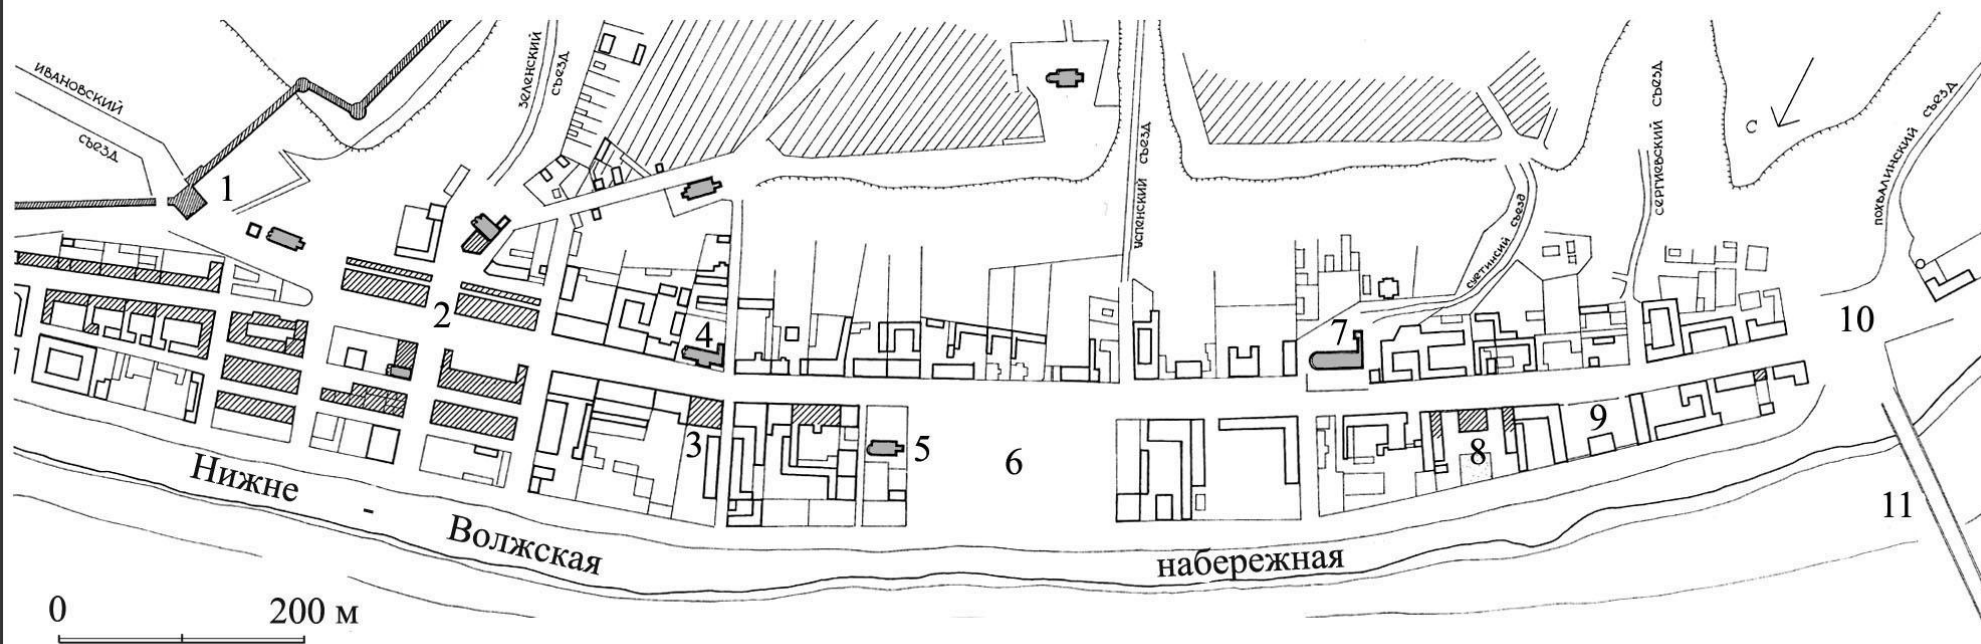 ИВАНОВСКИЙ
СЪЕЗД
ЗЕЛЕНСКИЙ
СЪЕЗД
УСПЕНСКИЙ СЪЕЗД
СУЕТИНСКИЙ СЪЕЗД
СЕРГИЕВСКИЙ СЪЕЗД
С
ПОХВАЛИНСКИЙ СЪЕЗД
1
2
3
4
5
6
7
8
9
10
11
Нижне
-
Волжская
набережная
0 200 м